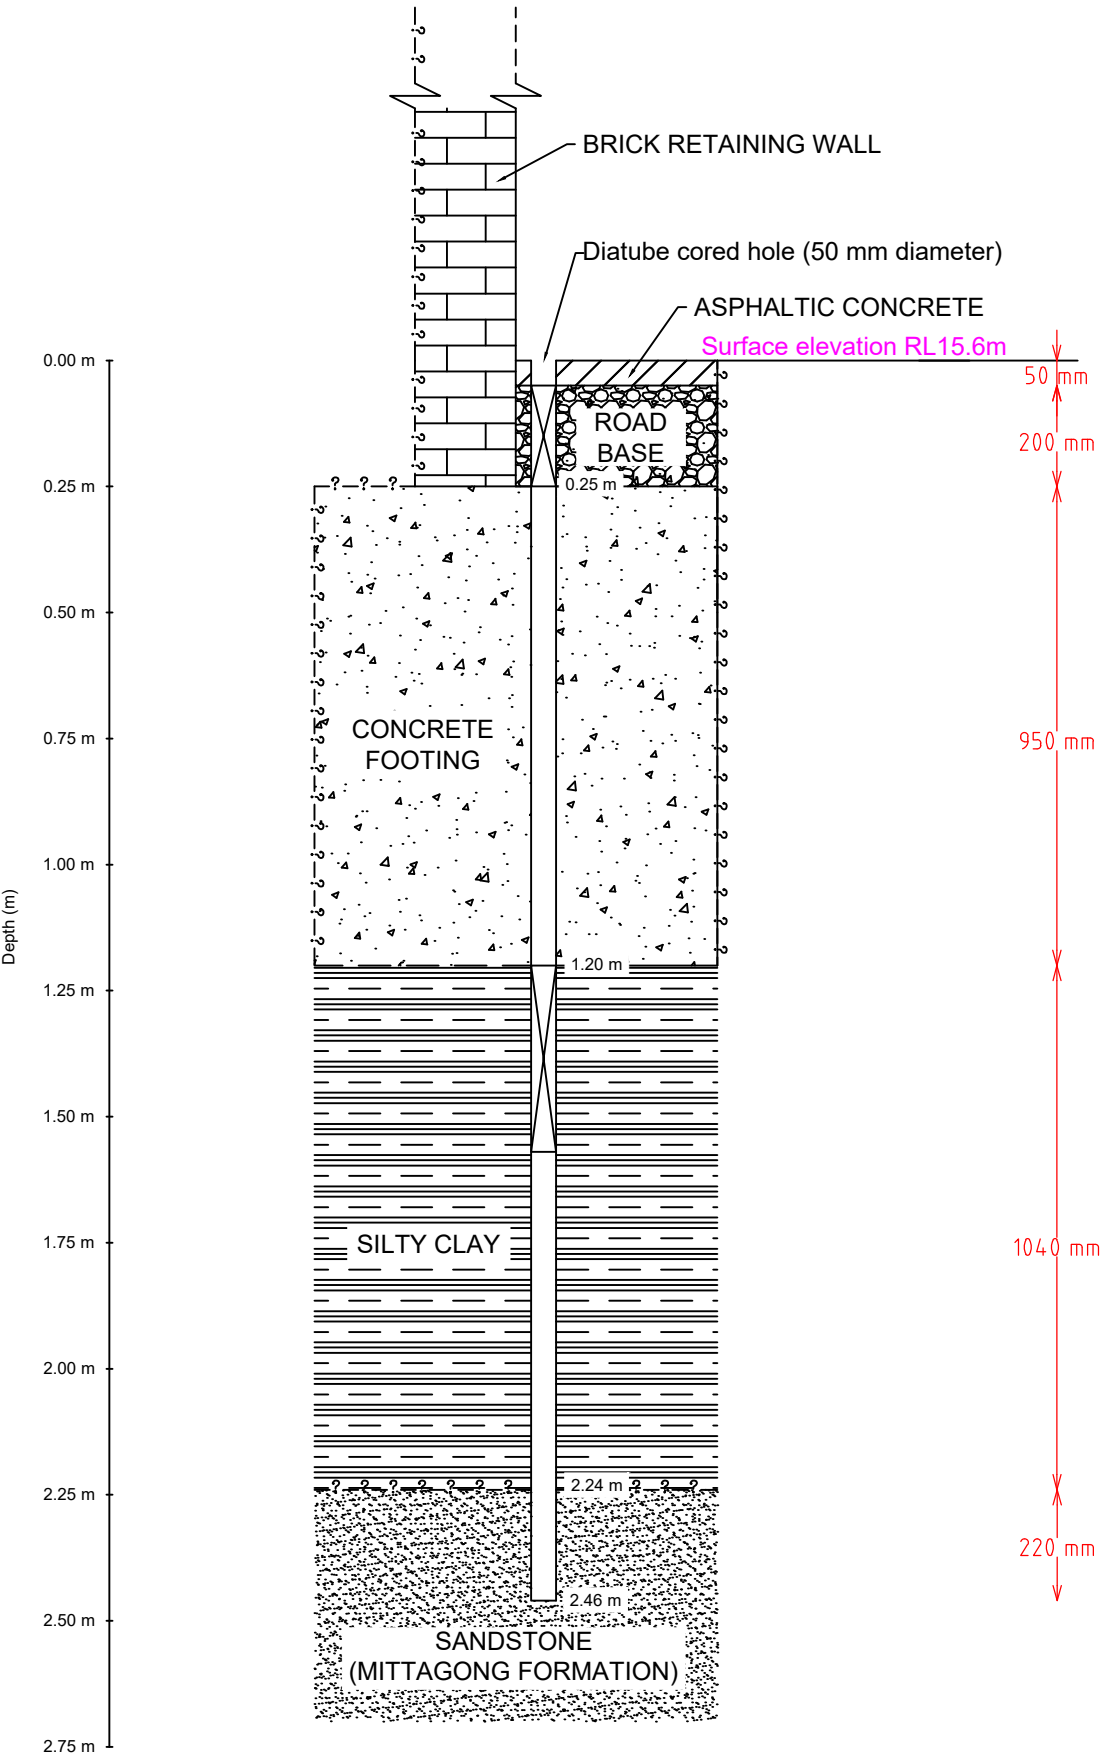 BRICK RETAINING WALL
Diatube cored hole (50 mm diameter)
ASPHALTIC CONCRETE
Surface elevation RL15.6m
0.00 m
50 mm
ROAD
BASE
200 mm
0.25 m
? ? ?
0.25 m
0.50 m
CONCRETE
FOOTING
0.75 m
950 mm
1.00 m
Depth (m)
1.20 m
1.25 m
1.50 m
SILTY CLAY
1.75 m
1040 mm
2.00 m
2.24 m
? ? ? ? ? ? ? ? ? ?
2.25 m
220 mm
2.46 m
2.50 m
SANDSTONE
(MITTAGONG FORMATION)
2.75 m